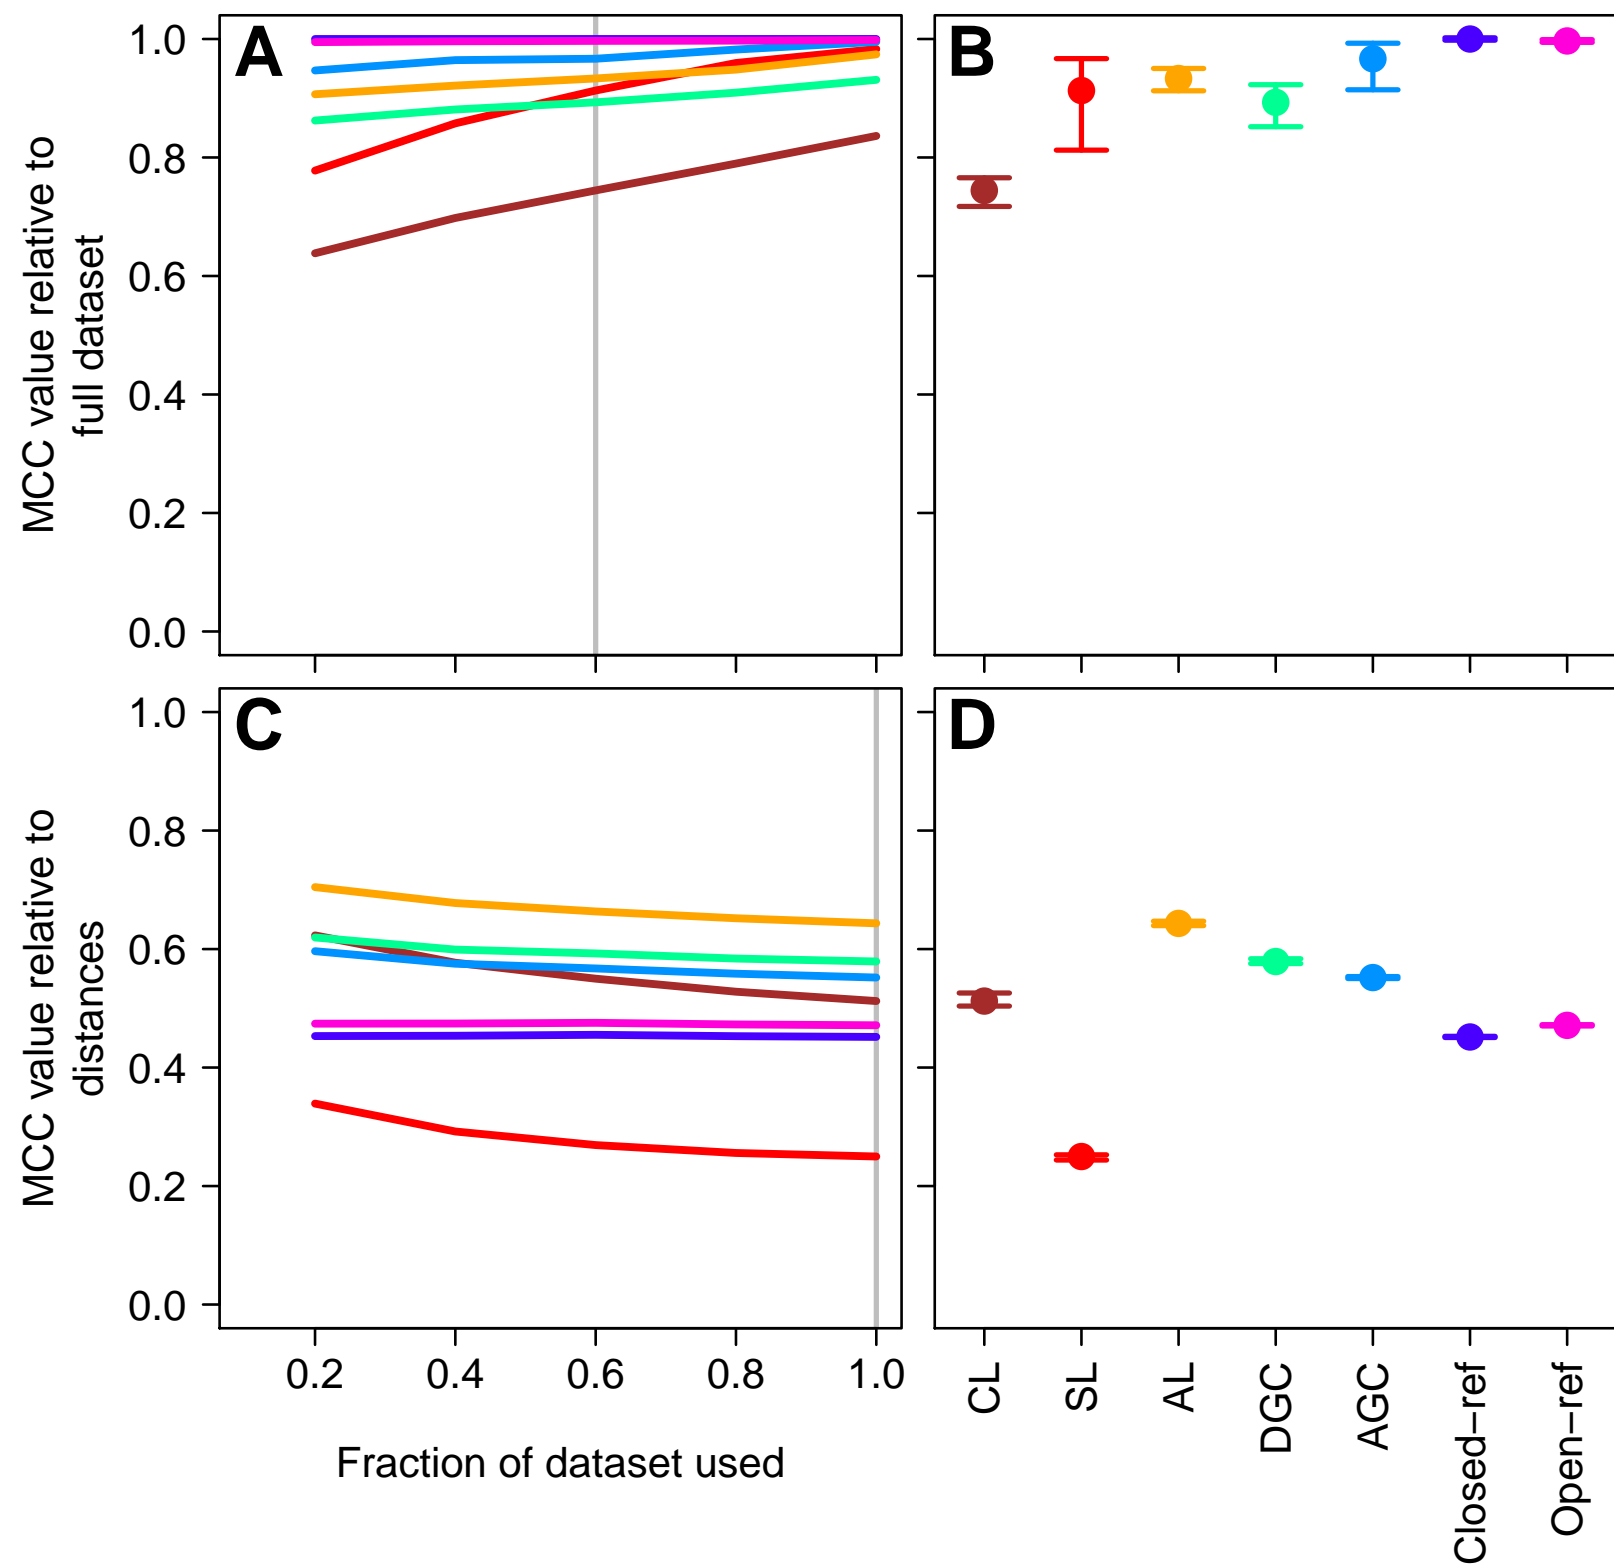 A
B
1.0
0.8
0.6
0.4
0.2
0.0
MCC value relative to
full dataset
C
D
1.0
0.8
0.6
0.4
0.2
0.0
MCC value relative to
distances
0.2 0.4 0.6 0.8 1.0
Fraction of dataset used
CL
SL
AL
DGC
AGC
Closed−ref
Open−ref